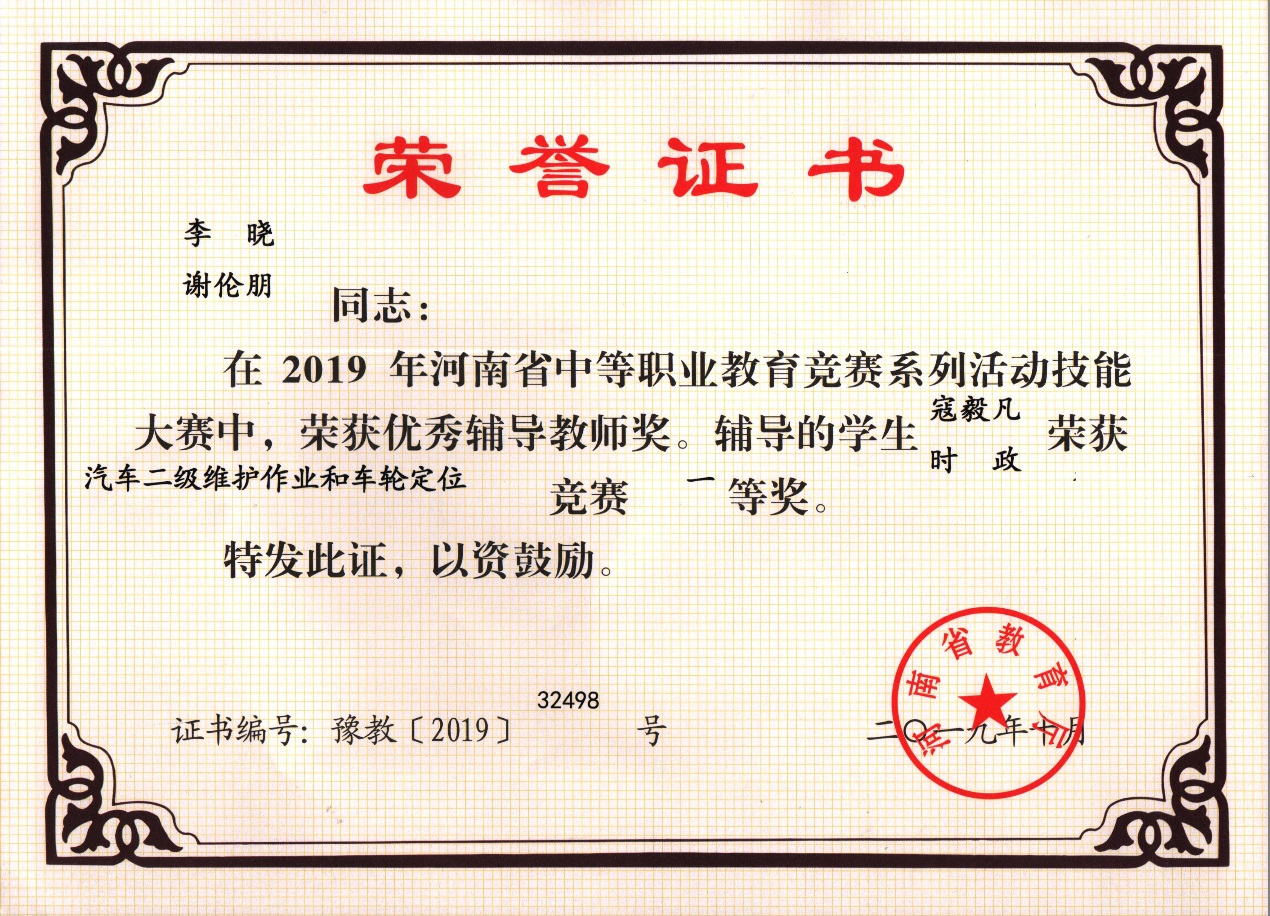 荣誉证书
李 晓
谢伦朋
同志：
在 2019 年河南省中等职业教育竞赛系列活动技能
大赛中，荣获优秀辅导教师奖。辅导的学生
寇毅凡
时 政
荣获
汽车二级维护作业和车轮定位
竞赛 一 等奖。
特发此证，以资鼓励。
证书编号：豫教〔2019〕 32498 号
二〇一九年十月
河南省教育厅